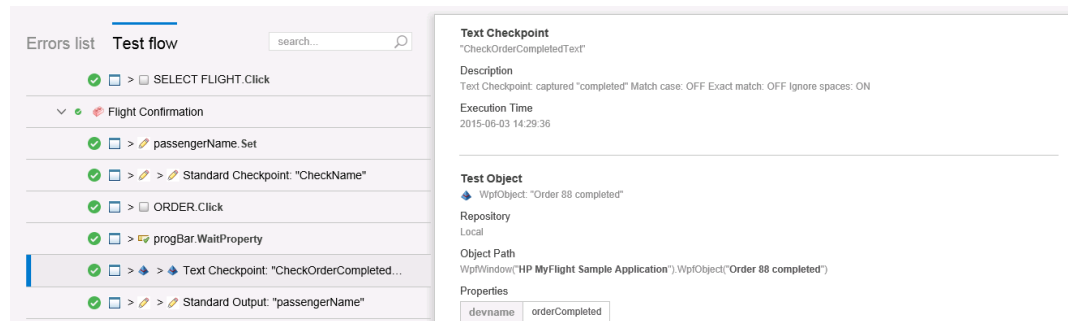 Errors list Test flow search...
> SELECT FLIGHT.Click
Flight Confirmation
> passengerName.Set
> > Standard Checkpoint: "CheckName"
> ORDER.Click
> progBar.WaitProperty
> > Text Checkpoint: "CheckOrderCompleted...
> > Standard Output: "passengerName"
Text Checkpoint
"CheckOrderCompletedText"
Description
Text Checkpoint: captured "completed" Match case: OFF Exact match: OFF Ignore spaces: ON
Execution Time
2015-06-03 14:29:36
Test Object
WpfObject: "Order 88 completed"
Repository
Local
Object Path
WpfWindow("HP MyFlight Sample Application").WpfObject("Order 88 completed")
Properties
devname orderCompleted